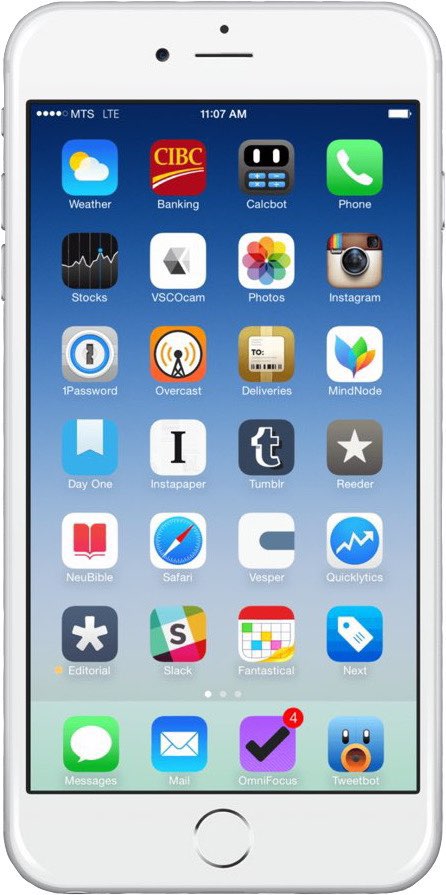 MTS LTE 11:07 AM
CIBC
Weather Banking Calcbot Phone
Stocks VSCOcam Photos Instagram
TO:
1Password Overcast Deliveries MindNode
I t
Day One Instapaper Tumblr Reeder
NeuBible Safari Vesper Quicklytics
S
Editorial Slack Fantastical Next
4
Messages Mail OmniFocus Tweetbot